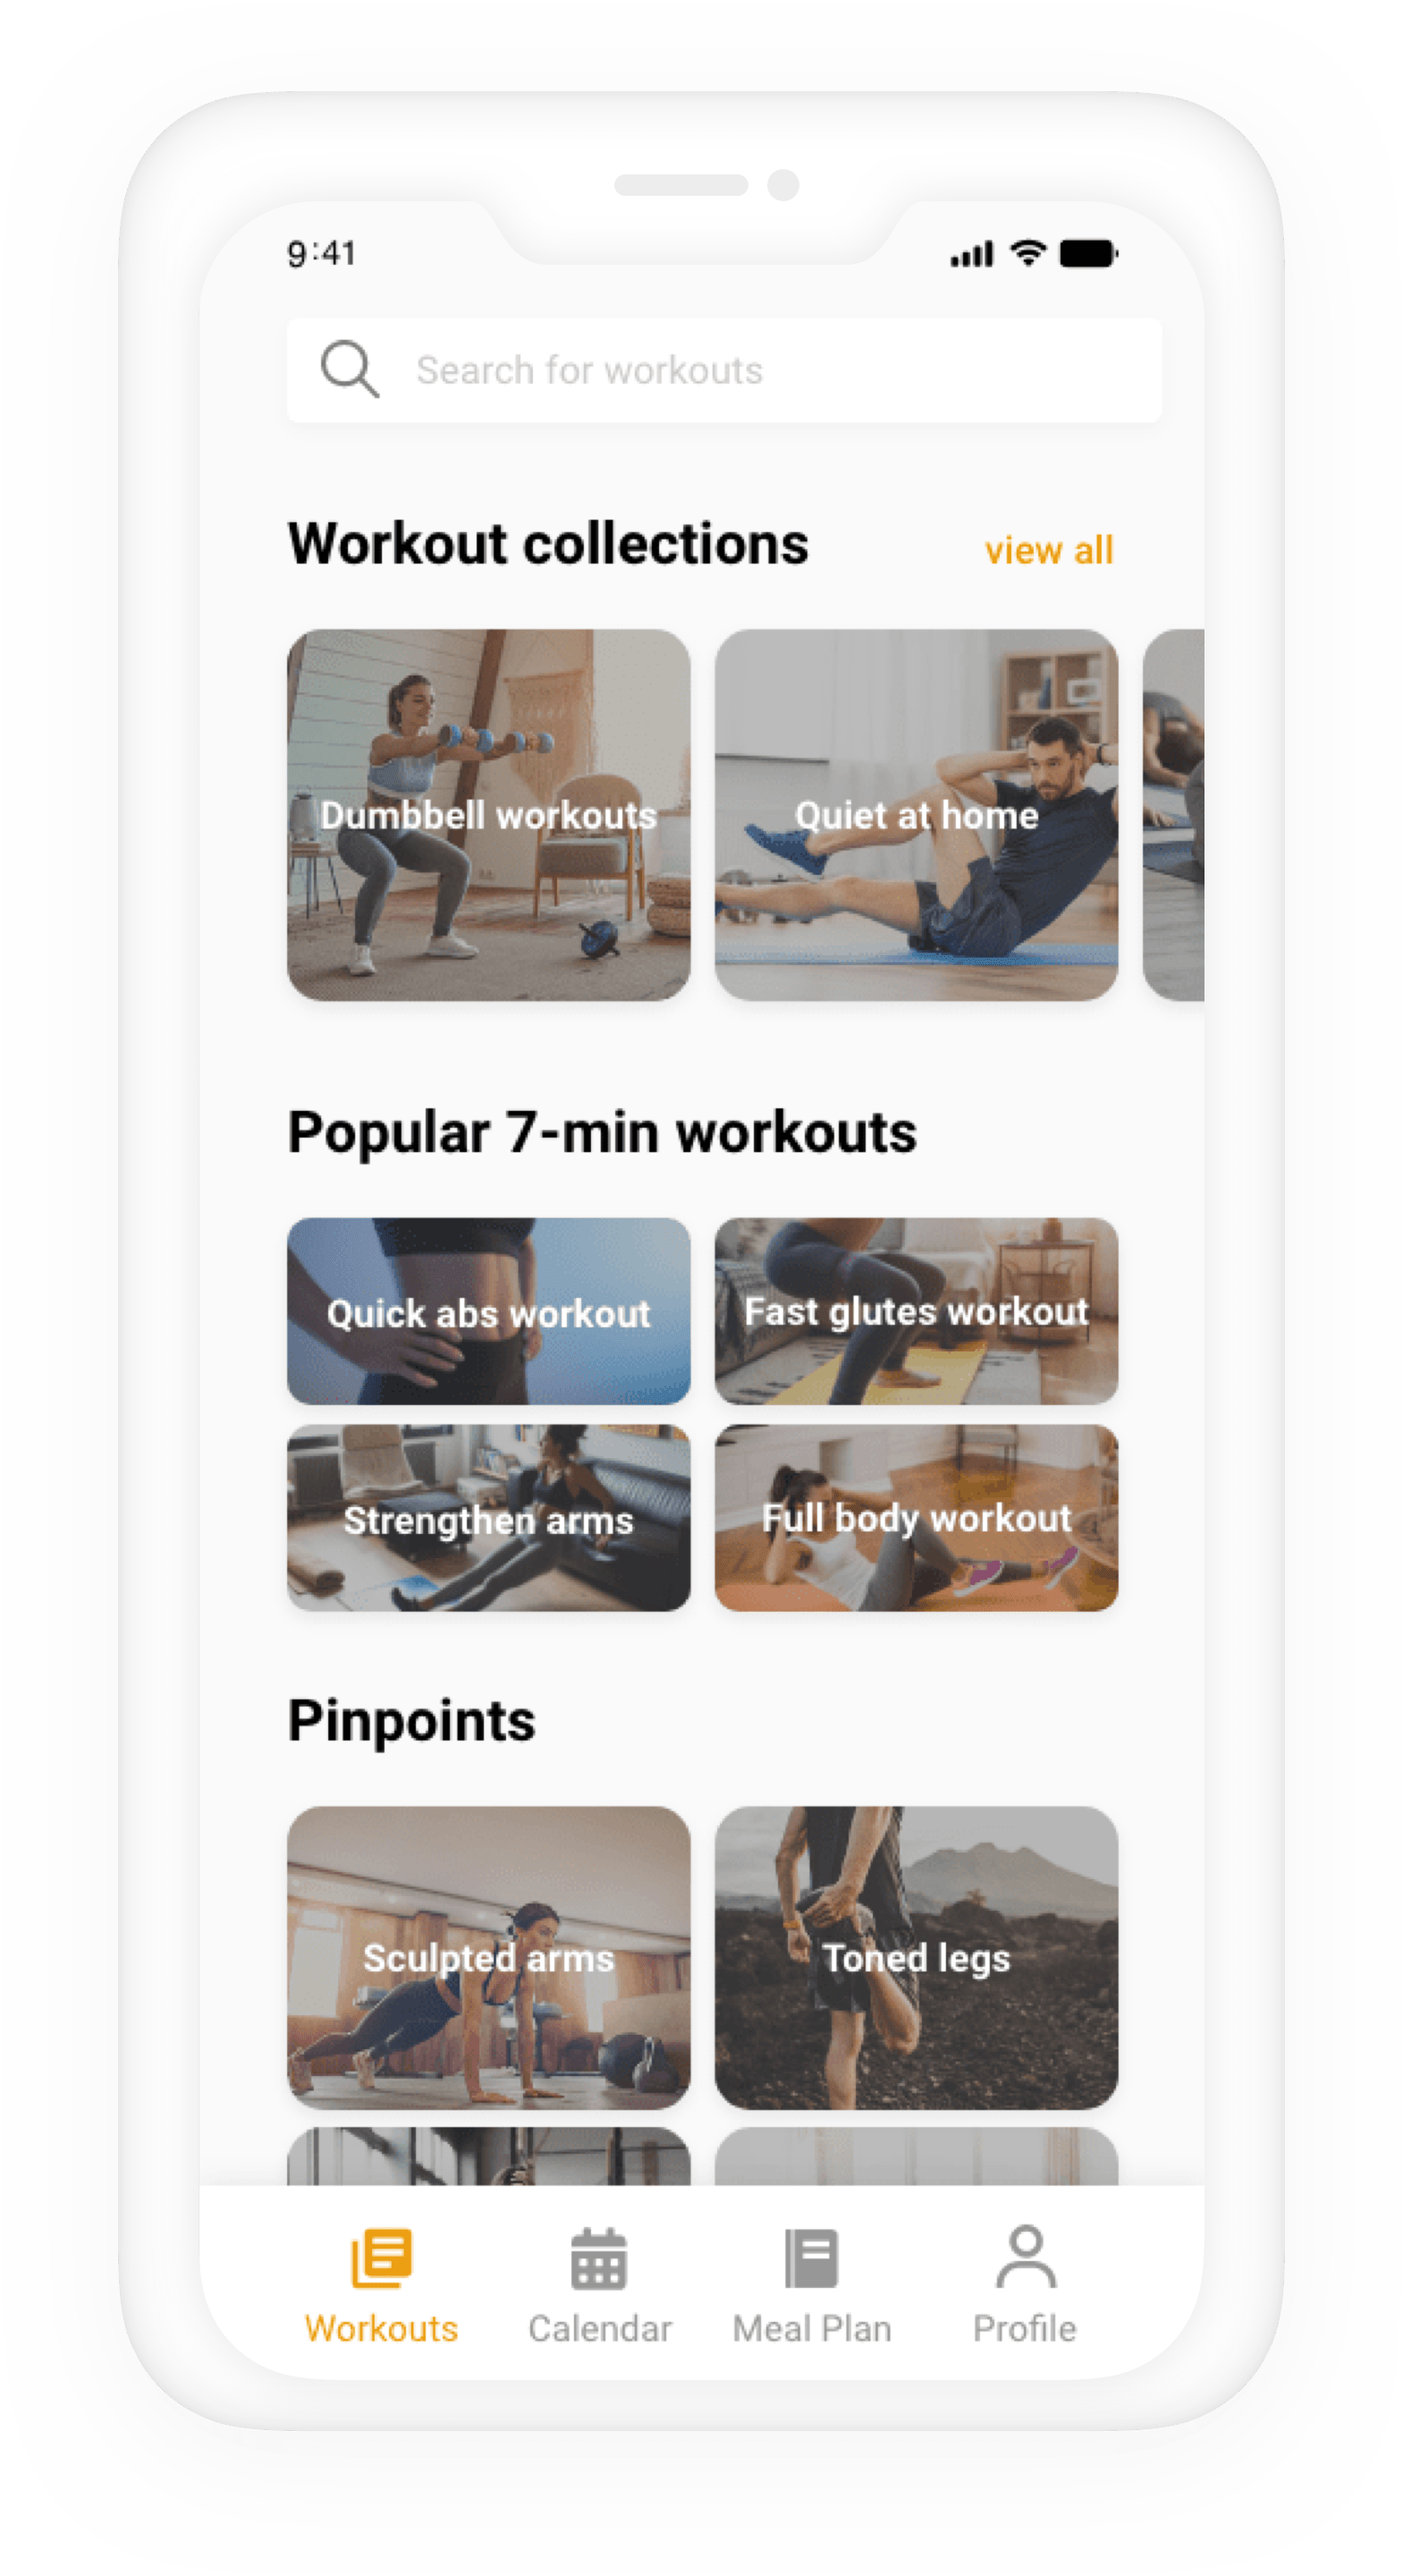 9:41
Search for workouts
Workout collections
view all
Dumbbell workouts
Quiet at home
Popular 7-min workouts
Quick abs workout
Fast glutes workout
Strengthen arms
Full body workout
Pinpoints
Sculpted arms
Toned legs
Workouts
Calendar
Meal Plan
Profile